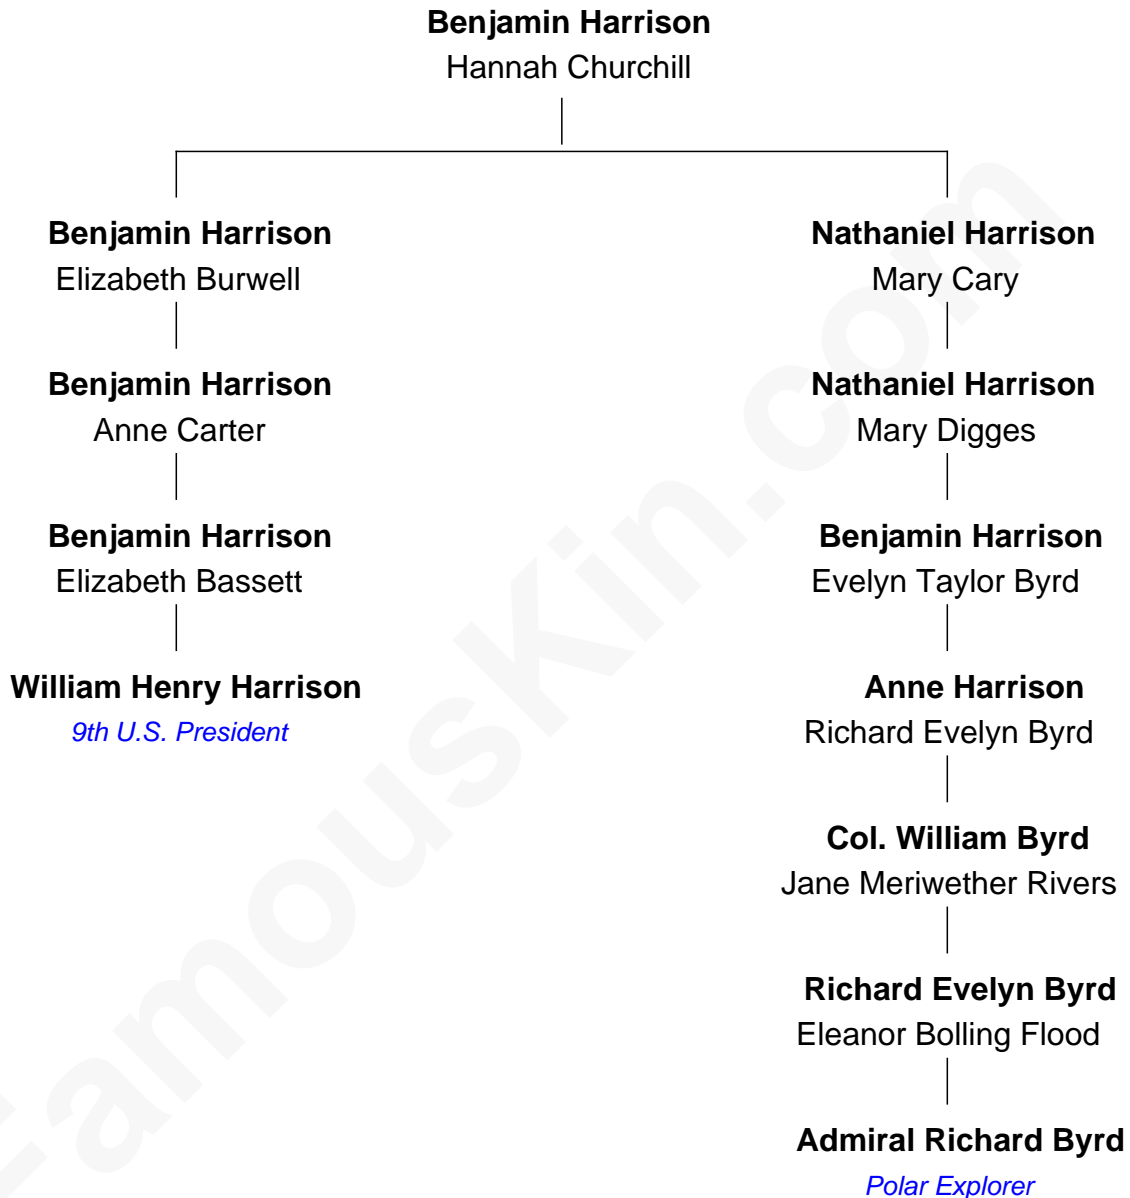 Benjamin Harrison
Hannah Churchill
Benjamin Harrison
Elizabeth Burwell
Benjamin Harrison
Anne Carter
Benjamin Harrison
Elizabeth Bassett
William Henry Harrison
9th U.S. President
Nathaniel Harrison
Mary Cary
Nathaniel Harrison
Mary Digges
Benjamin Harrison
Evelyn Taylor Byrd
Anne Harrison
Richard Evelyn Byrd
Col. William Byrd
Jane Meriwether Rivers
Richard Evelyn Byrd
Eleanor Bolling Flood
Admiral Richard Byrd
Polar Explorer
FamousKin.com